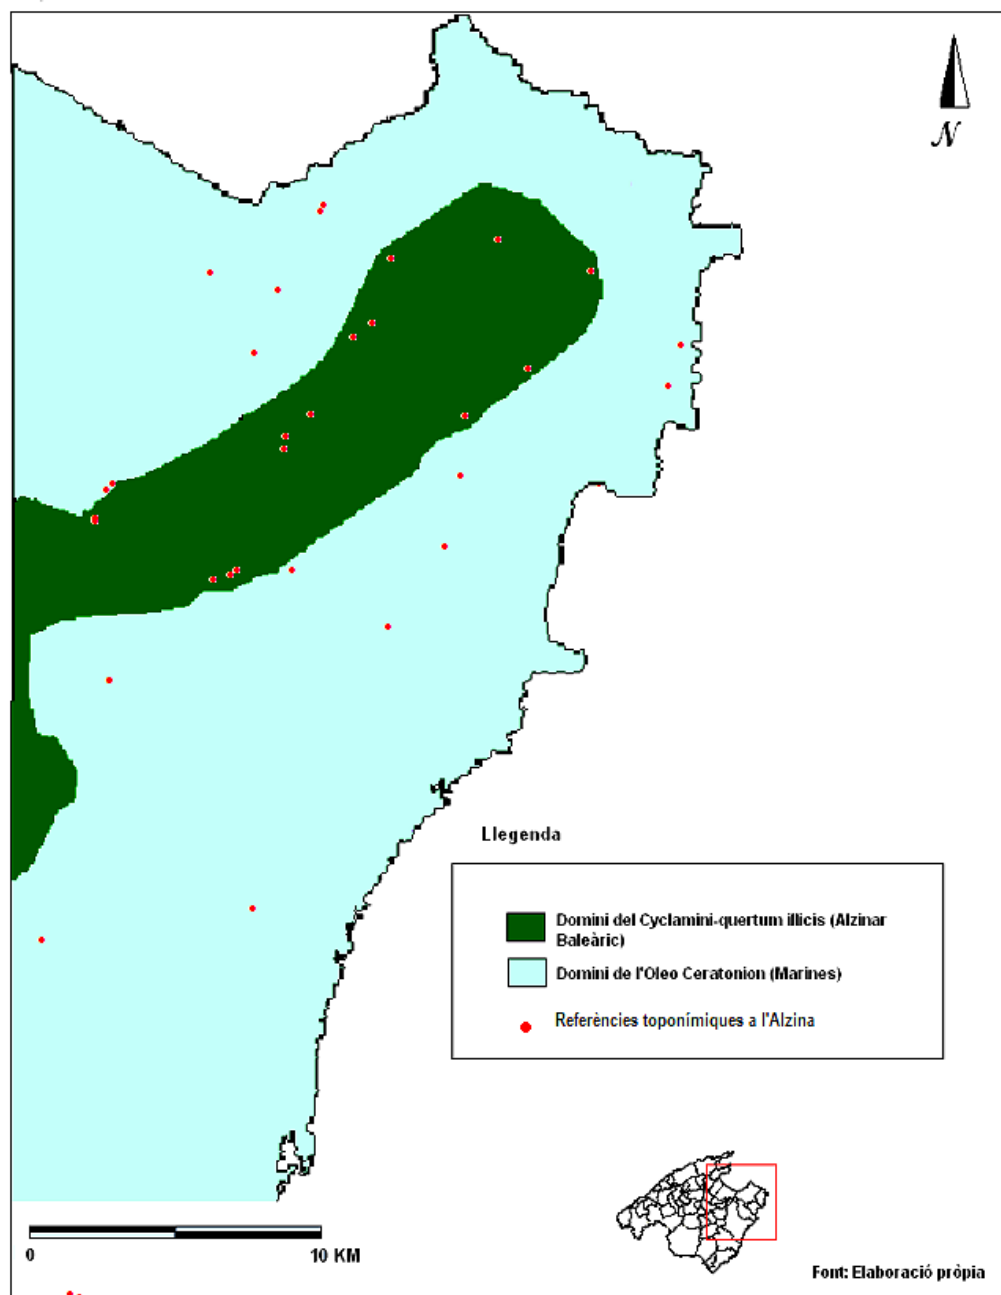 N
Llegenda
Domini del Cyclamini-quertum illicis (Alzinar
Baleàric)
Domini de l'Oleo Ceratonion (Marines)
Referències toponímiques a l'Alzina
0
10 KM
Font: Elaboració pròpia